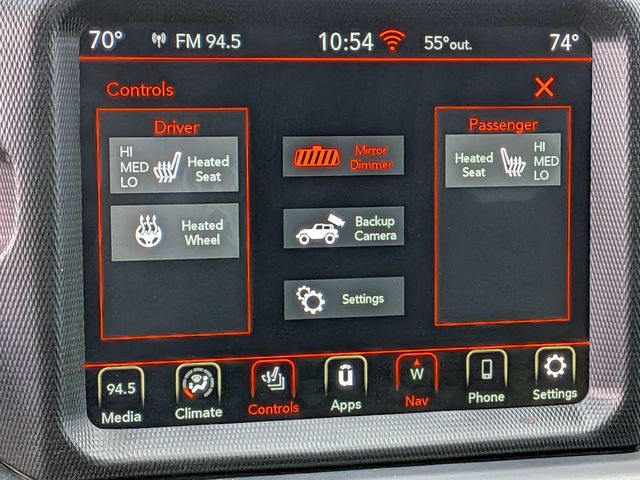 70° FM 94.5 10:54 55°out. 74°
Controls X
Driver
HI
MED
LO
Heated
Seat
Heated
Wheel
Mirror
Dimmer
Backup
Camera
Settings
Passenger
Heated
Seat
HI
MED
LO
94.5
Media
Climate
Controls
Apps
W
Nav
Phone
Settings